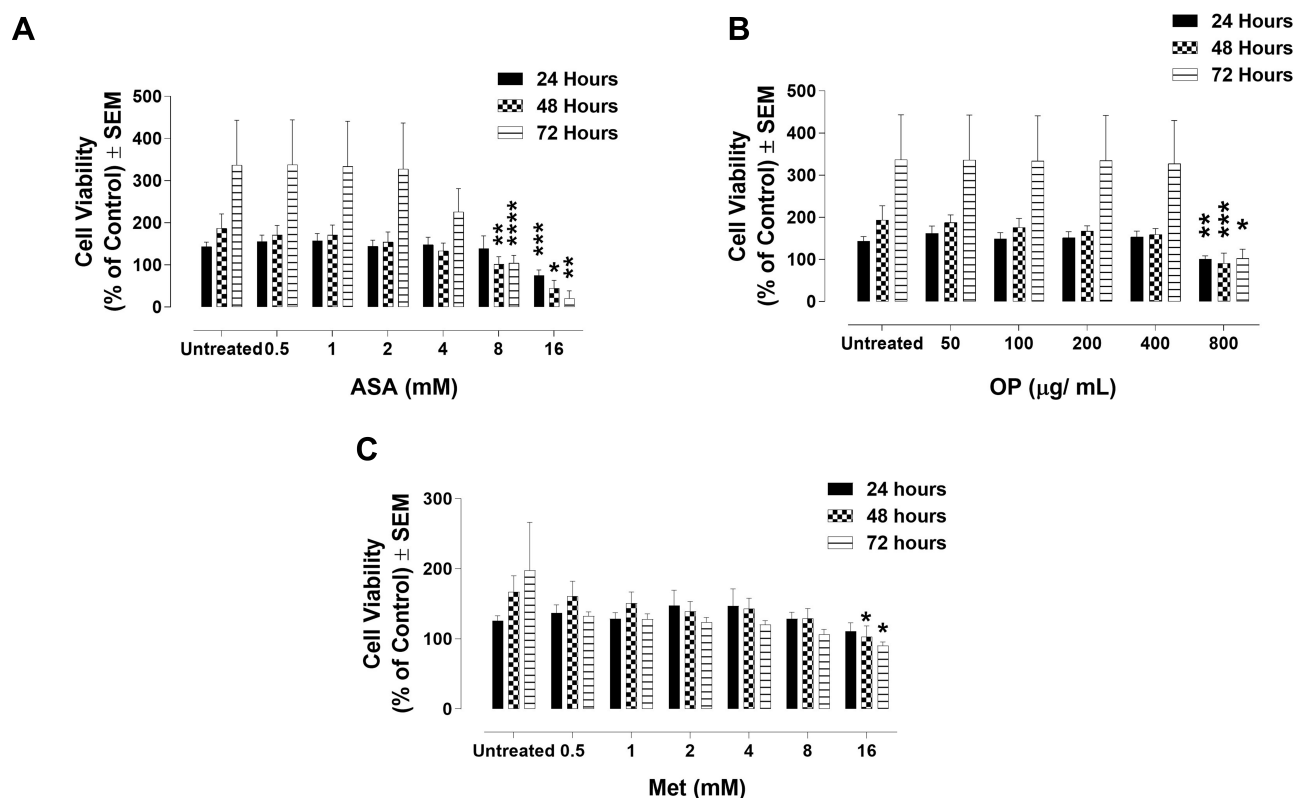 A
24 Hours
48 Hours
72 Hours
Cell Viability
(% of Control) ± SEM
500
400
300
200
100
0
**
****
***
*
**
Untreated 0.5 1 2 4 8 16
ASA (mM)
B
24 Hours
48 Hours
72 Hours
Cell Viability
(% of Control) ± SEM
500
400
300
200
100
0
**
***
*
Untreated 50 100 200 400 800
OP (μg/ mL)
C
24 hours
48 hours
72 hours
Cell Viability
(% of Control) ± SEM
300
200
100
0
*
*
Untreated 0.5 1 2 4 8 16
Met (mM)